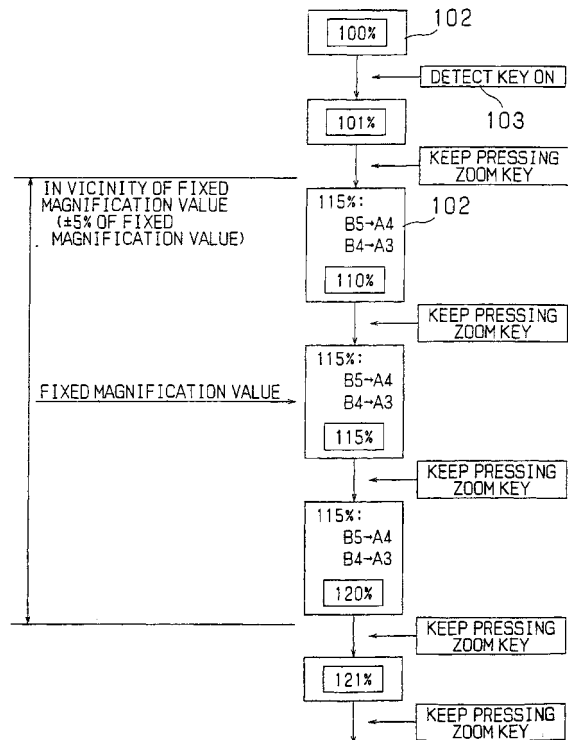 100%
102
DETECT KEY ON
103
101%
KEEP PRESSING
ZOOM KEY
IN VICINITY OF FIXED
MAGNIFICATION VALUE
(±5% OF FIXED
MAGNIFICATION VALUE)
115%:
B5→A4
B4→A3
110%
102
KEEP PRESSING
ZOOM KEY
FIXED MAGNIFICATION VALUE
115%:
B5→A4
B4→A3
115%
KEEP PRESSING
ZOOM KEY
115%:
B5→A4
B4→A3
120%
KEEP PRESSING
ZOOM KEY
121%
KEEP PRESSING
ZOOM KEY